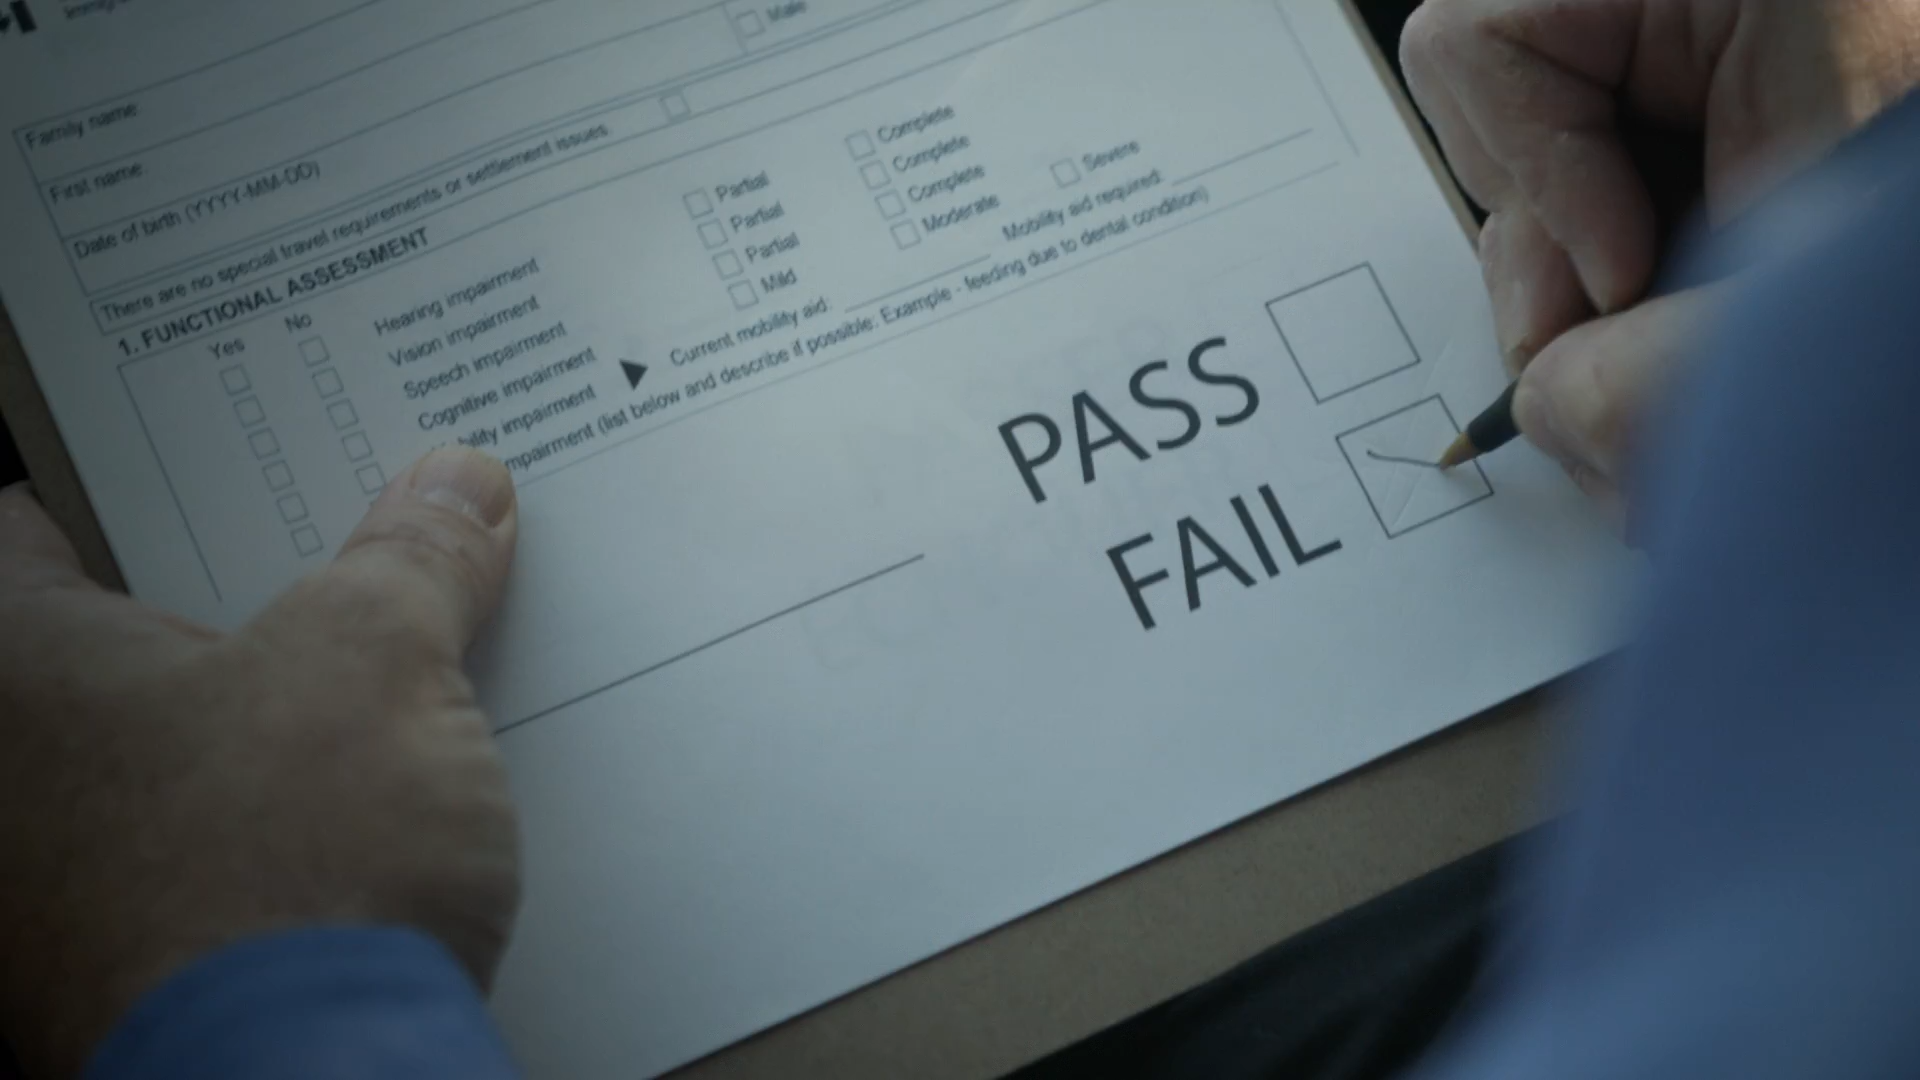 Male
Family name:
First name:
Date of birth (YYYY-MM-DD)
There are no special travel requirements or settlement issues
1. FUNCTIONAL ASSESSMENT
Yes No
Hearing impairment Partial Complete
Vision impairment Partial Complete
Speech impairment Partial Complete
Cognitive impairment Mild Moderate Severe
impairment Current mobility aid: Mobility aid required:
(list below and describe if possible: Example - feeding due to dental condition)
PASS
FAIL